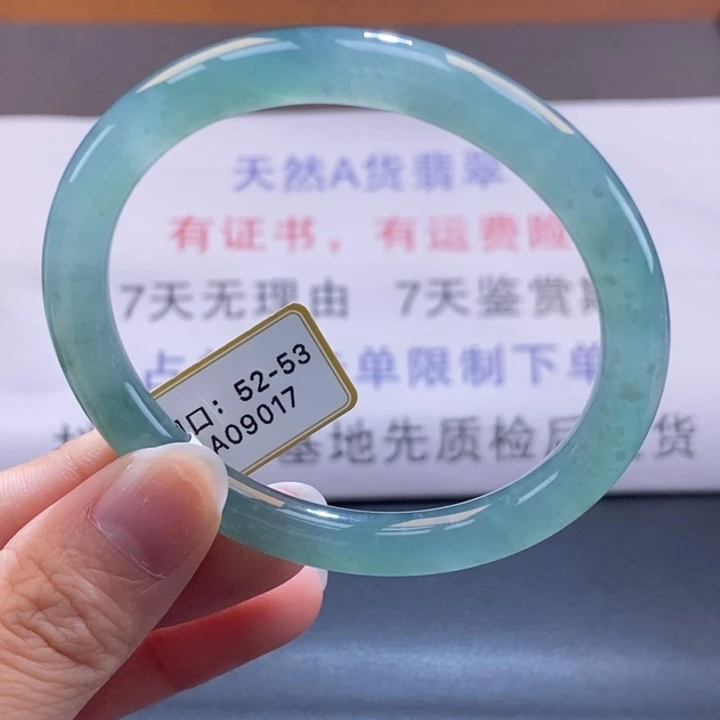 天然A货翡翠
有证书，有运费险
7天无理由 7天鉴赏期
单限制下单
基地先质检后发货
口：52-53
A09017